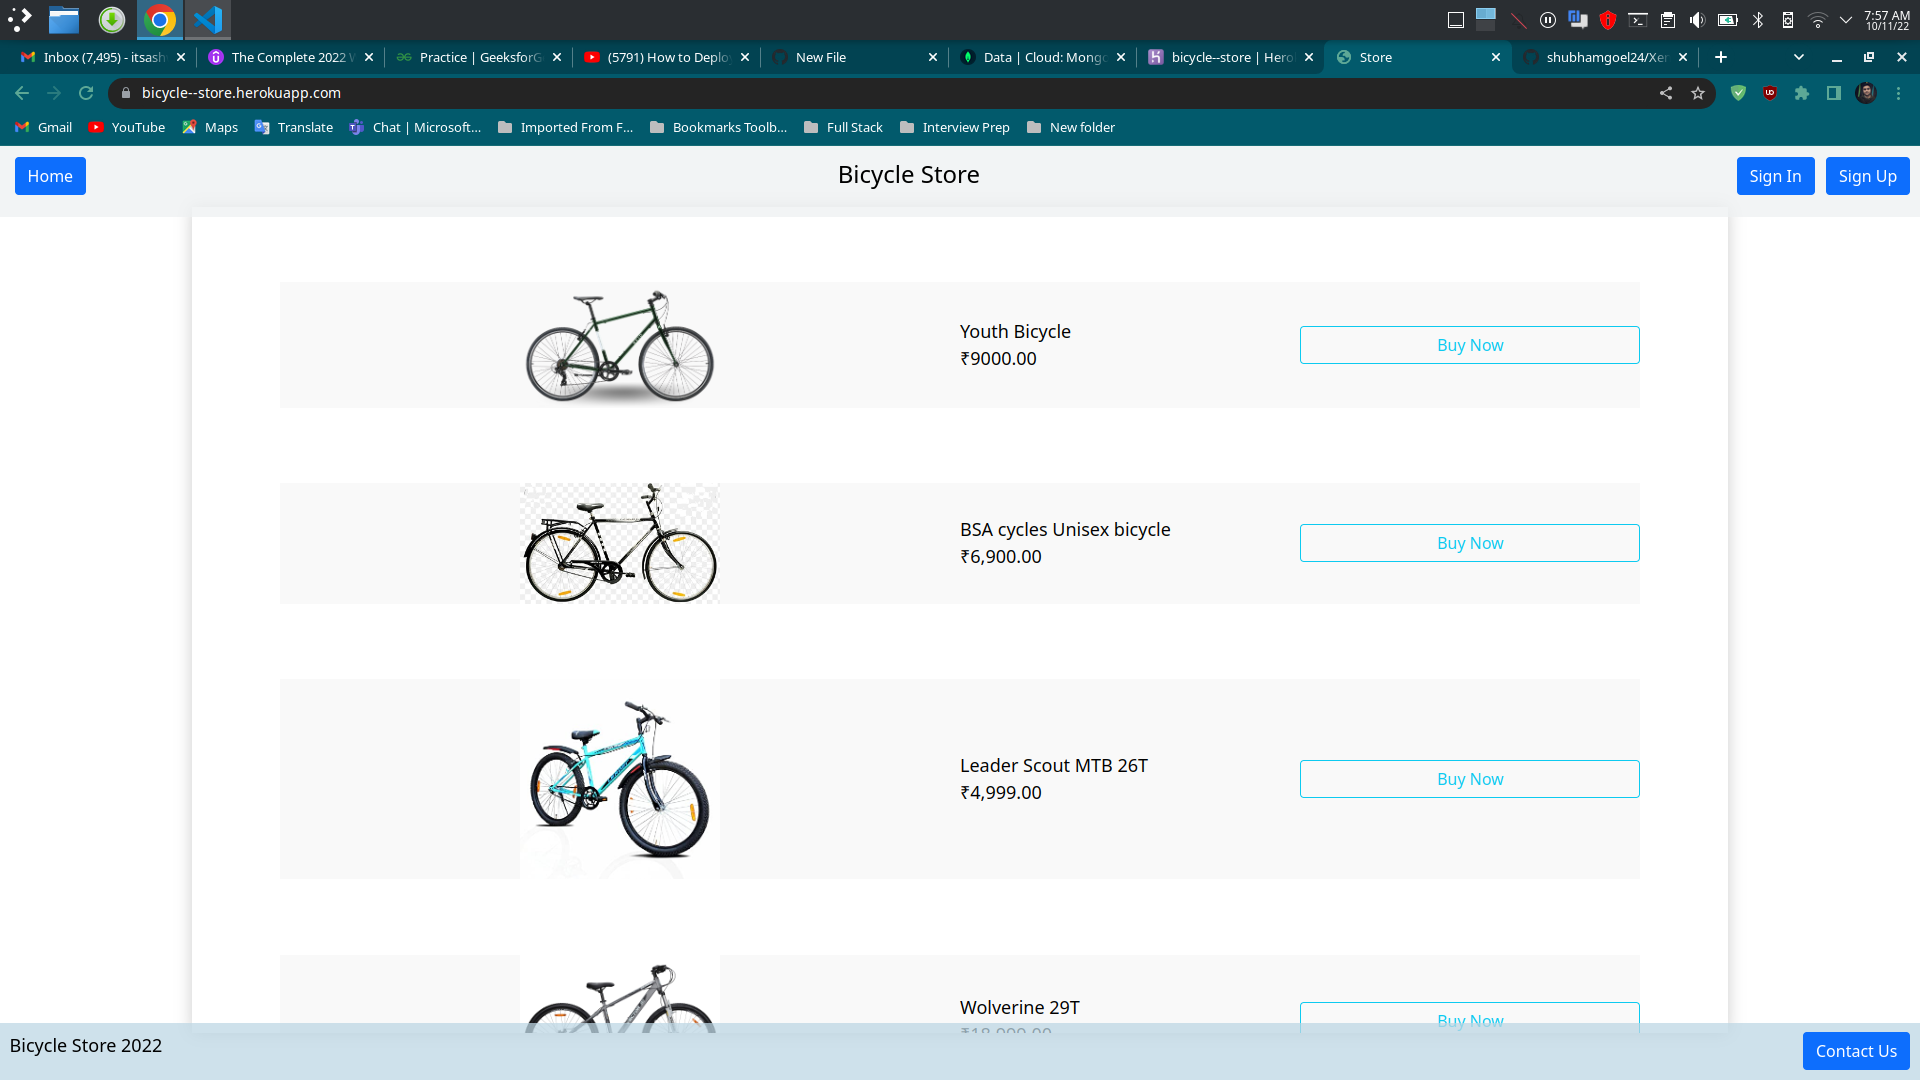 7:57 AM
10/11/22
Inbox (7,495) - itsash
The Complete 2022 W
Practice | GeeksforG
(5791) How to Deploy
New File
Data | Cloud: Mongo
bicycle--store | Hero
Store
shubhamgoel24/Xer
bicycle--store.herokuapp.com
Gmail
YouTube
Maps
Translate
Chat | Microsoft...
Imported From F...
Bookmarks Toolb...
Full Stack
Interview Prep
New folder
Home
Bicycle Store
Sign In
Sign Up
Youth Bicycle
₹9000.00
Buy Now
BSA cycles Unisex bicycle
₹6,900.00
Buy Now
Leader Scout MTB 26T
₹4,999.00
Buy Now
Wolverine 29T
₹18,999.00
Buy Now
Bicycle Store 2022
Contact Us